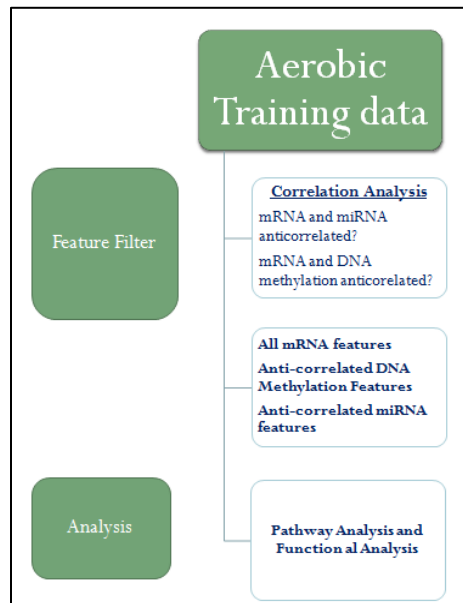 Aerobic
Training data
Feature Filter
Correlation Analysis
mRNA and miRNA
anticorrelated?
mRNA and DNA
methylation anticorelated?
All mRNA features
Anti-correlated DNA
Methylation Features
Anti-correlated miRNA
features
Analysis
Pathway Analysis and
Function al Analysis